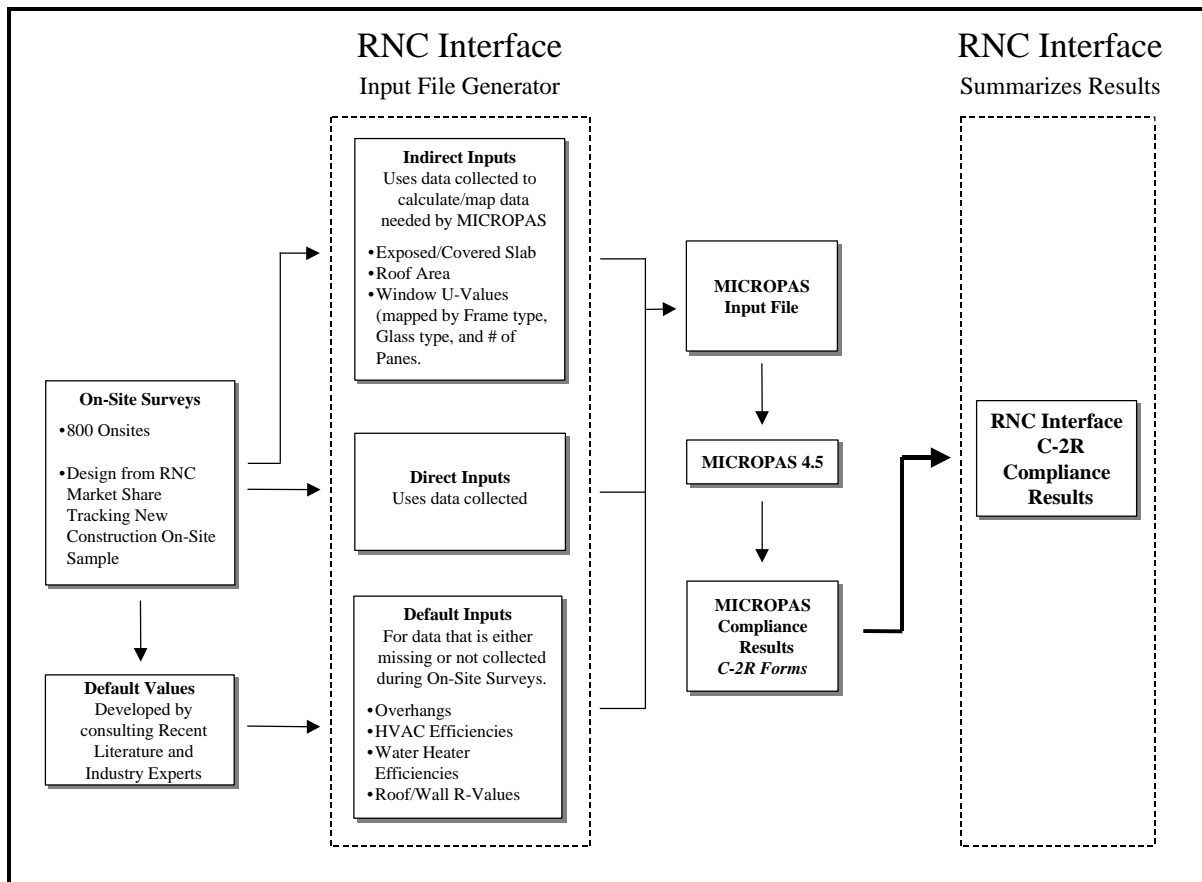 RNC Interface
Input File Generator
RNC Interface
Summarizes Results
Indirect Inputs
Uses data collected to
calculate/map data
needed by MICROPAS
•Exposed/Covered Slab
•Roof Area
•Window U-Values
(mapped by Frame type,
Glass type, and # of
Panes.
On-Site Surveys
•800 Onsites
•Design from RNC
Market Share
Tracking New
Construction On-Site
Sample
Direct Inputs
Uses data collected
Default Values
Developed by
consulting Recent
Literature and
Industry Experts
Default Inputs
For data that is either
missing or not collected
during On-Site Surveys.
•Overhangs
•HVAC Efficiencies
•Water Heater
Efficiencies
•Roof/Wall R-Values
MICROPAS
Input File
MICROPAS 4.5
MICROPAS
Compliance
Results
C-2R Forms
RNC Interface
C-2R
Compliance
Results